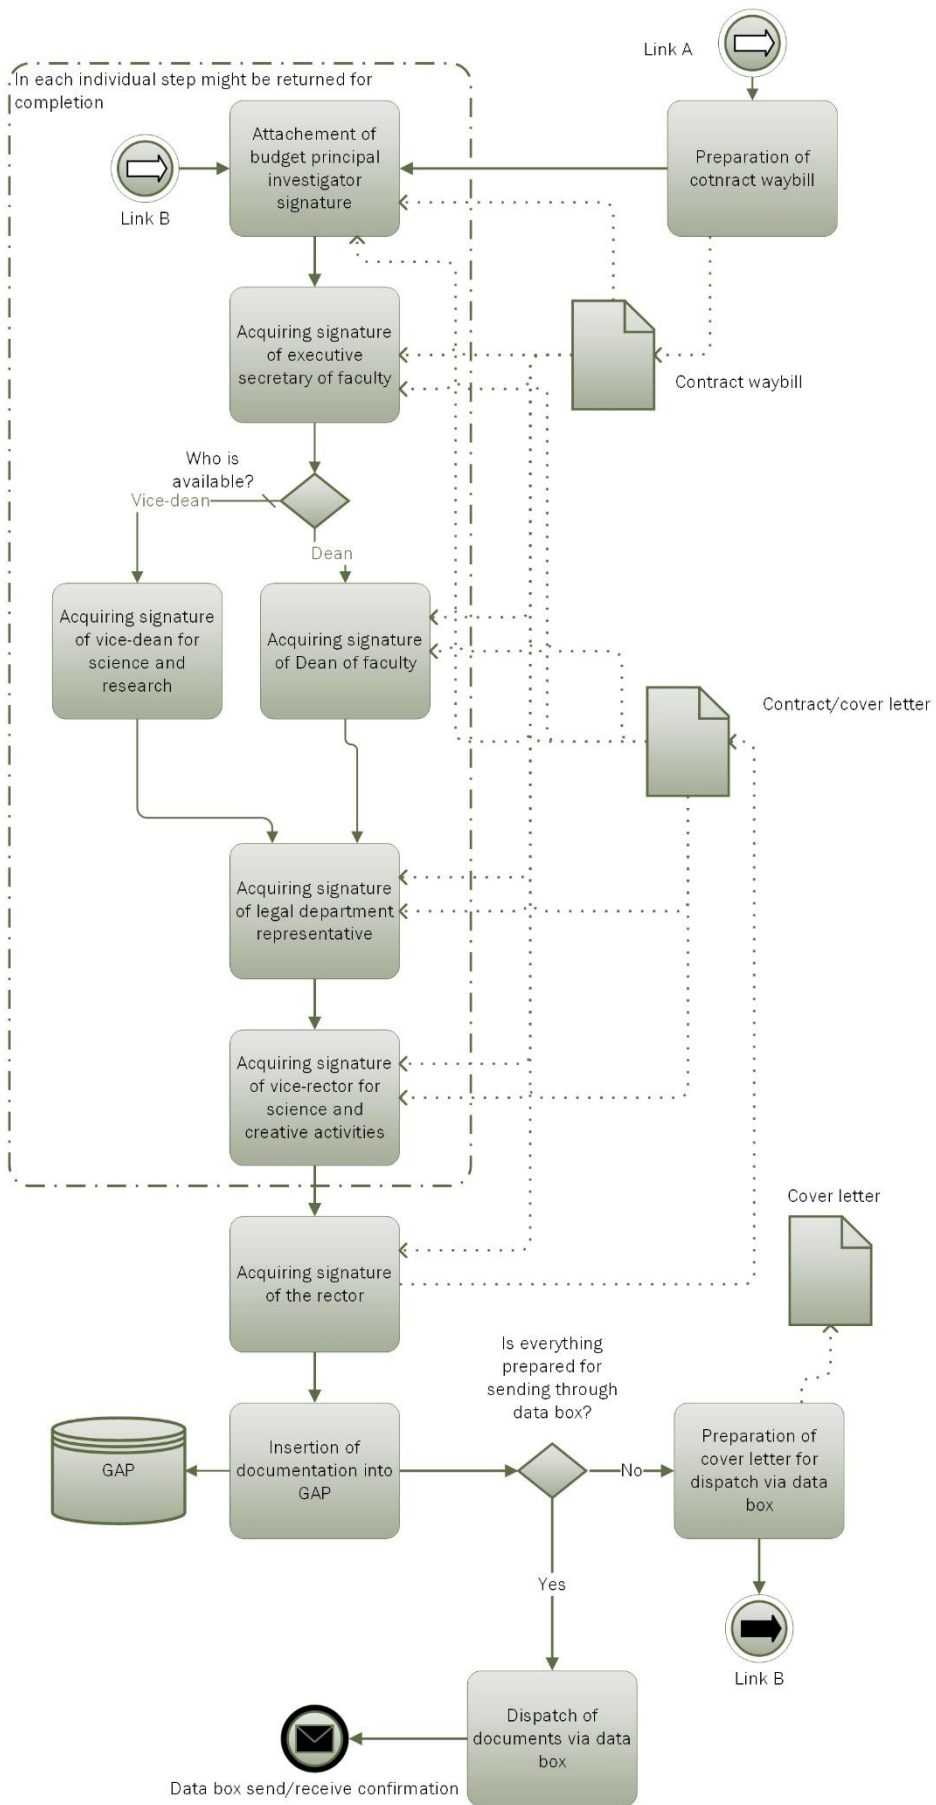 Link A
In each individual step might be returned for
completion
Attachement of
budget principal
investigator
signature
Preparation of
cotnract waybill
Link B
Acquiring signature
of executive
secretary of faculty
Contract waybill
Who is
available?
Vice-dean
Dean
Acquiring signature
of vice-dean for
science and
research
Acquiring signature
of Dean of faculty
Contract/cover letter
Acquiring signature
of legal department
representative
Acquiring signature
of vice-rector for
science and
creative activities
Cover letter
Acquiring signature
of the rector
Is everything
prepared for
sending through
data box?
GAP
Insertion of
documentation into
GAP
No
Preparation of
cover letter for
dispatch via data
box
Yes
Link B
Dispatch of
documents via data
box
Data box send/receive confirmation